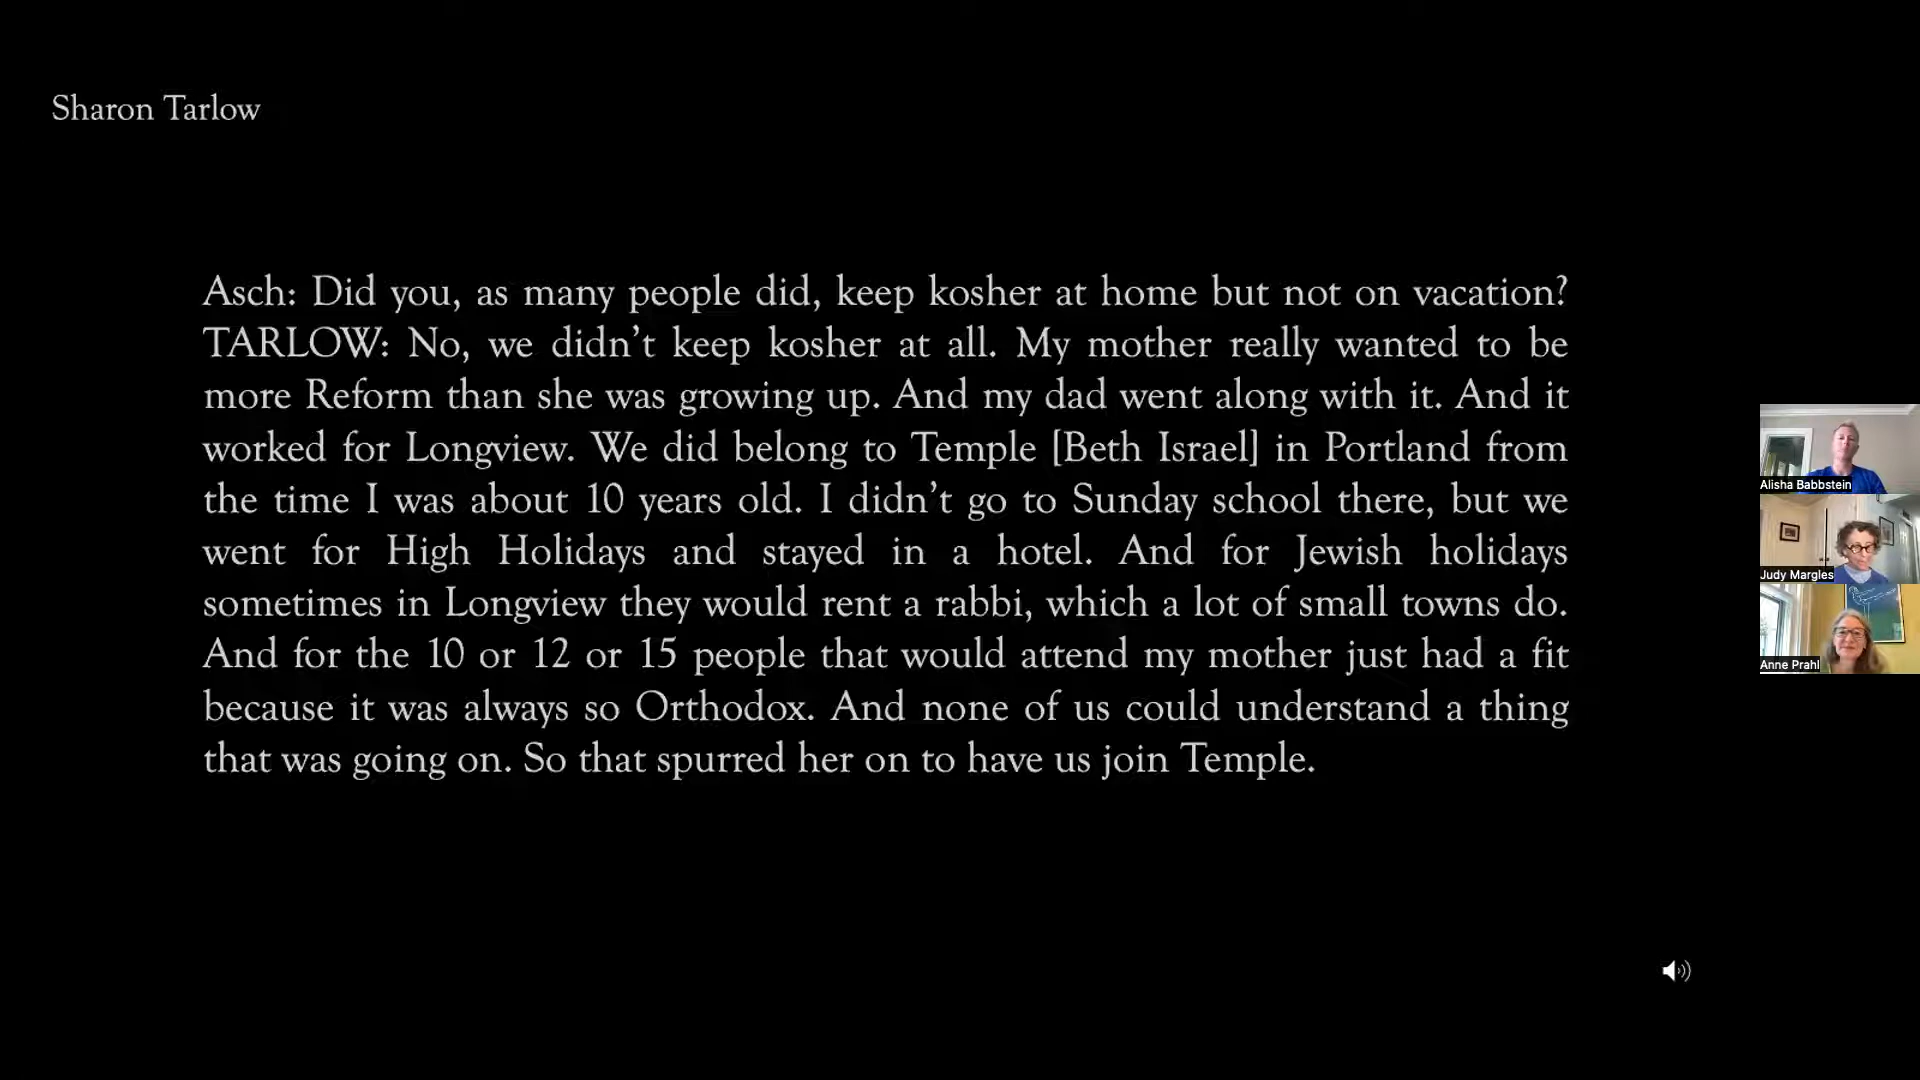 Sharon Tarlow
Asch: Did you, as many people did, keep kosher at home but not on vacation?
TARLOW: No, we didn’t keep kosher at all. My mother really wanted to be
more Reform than she was growing up. And my dad went along with it. And it
worked for Longview. We did belong to Temple [Beth Israel] in Portland from
the time I was about 10 years old. I didn’t go to Sunday school there, but we
went for High Holidays and stayed in a hotel. And for Jewish holidays
sometimes in Longview they would rent a rabbi, which a lot of small towns do.
And for the 10 or 12 or 15 people that would attend my mother just had a fit
because it was always so Orthodox. And none of us could understand a thing
that was going on. So that spurred her on to have us join Temple.
Alisha Babbstein
Judy Margles
Anne Prahl